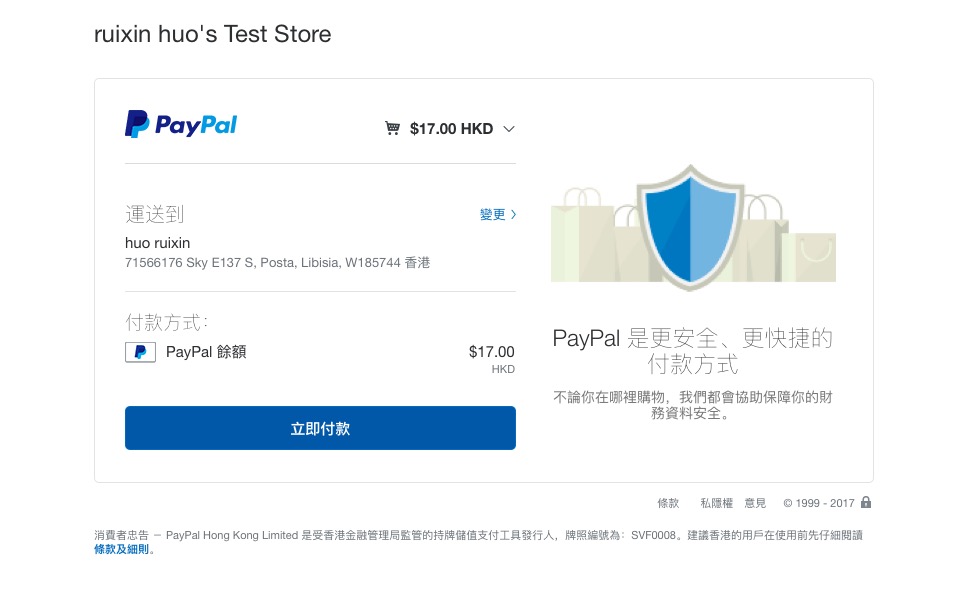 ruixin huo's Test Store
PayPal
$17.00 HKD
運送到
變更
huo ruixin
71566176 Sky E137 S, Posta, Libisia, W185744 香港
付款方式：
PayPal 餘額
$17.00
HKD
立即付款
PayPal 是更安全、更快捷的
付款方式
不論你在哪裡購物，我們都會協助保障你的財
務資料安全。
條款 私隱權 意見 © 1999 - 2017
消費者忠告 － PayPal Hong Kong Limited 是受香港金融管理局監管的持牌儲值支付工具發行人，牌照編號為：SVF0008。建議香港的用戶在使用前先仔細閱讀
條款及細則。